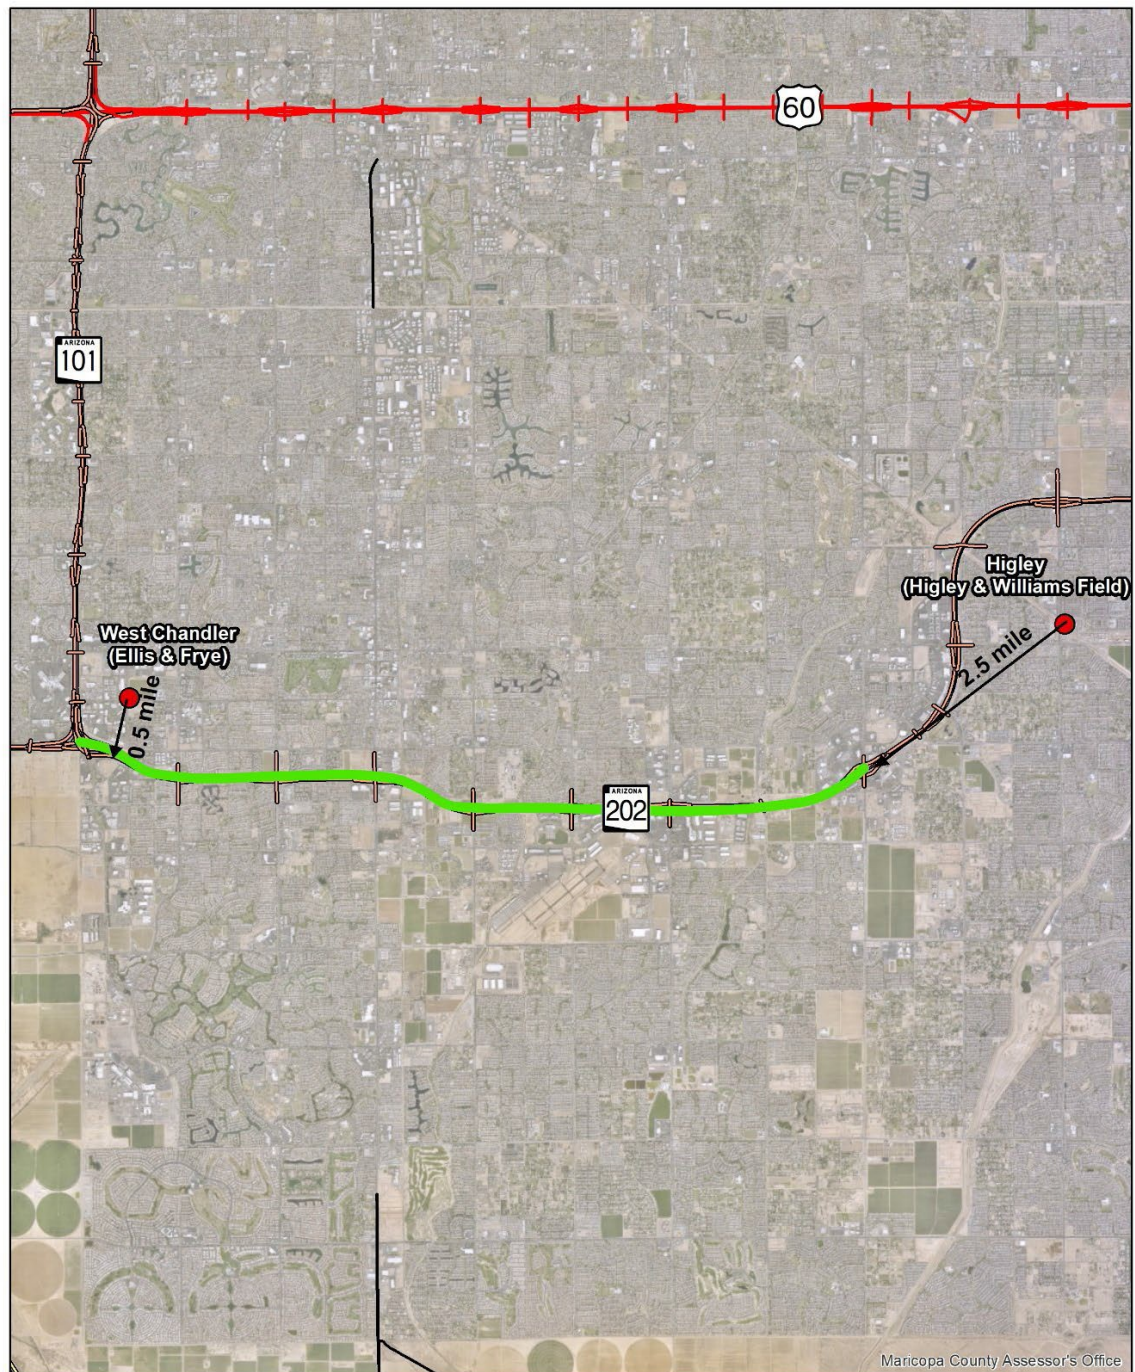 60
ARIZONA
101
Higley
(Higley & Williams Field)
West Chandler
(Ellis & Frye)
2.5 mile
0.5 mile
ARIZONA
202
Maricopa County Assessor's Office